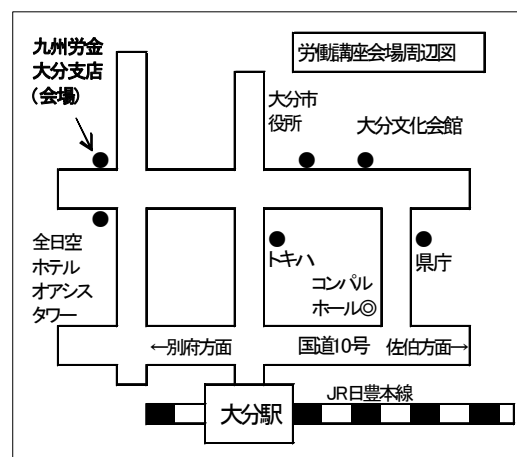 九州労金
大分支店
(会場)
労働講座会場周辺図
大分市
役所
大分文化会館
全日空
ホテル
オアシス
タワー
トキハ
県庁
コンパル
ホール◎
←別府方面
国道10号
佐伯方面→
JR日豊本線
大分駅